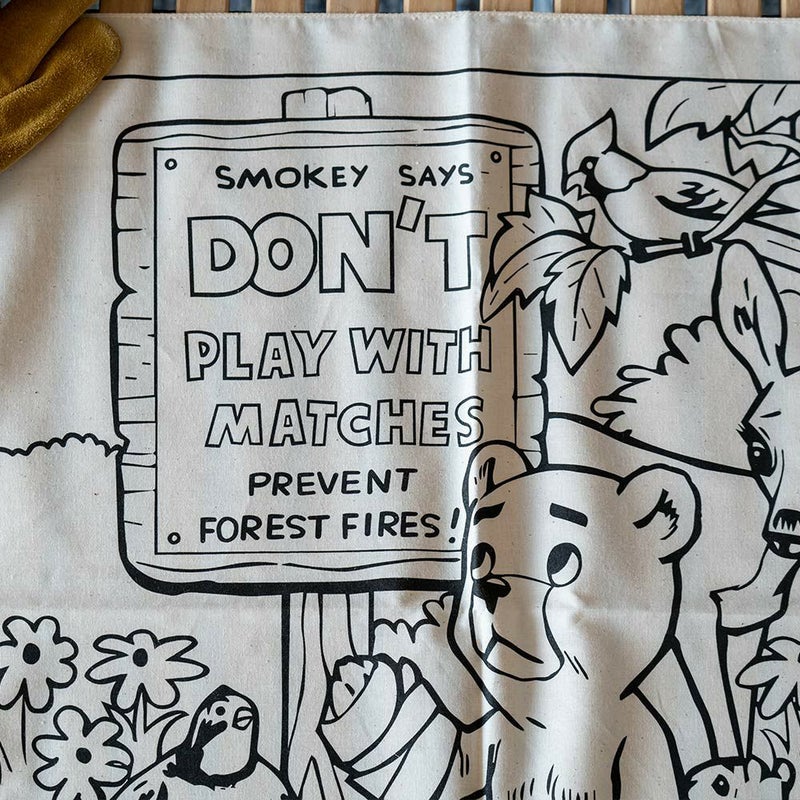 SMOKEY SAYS
DON'T
PLAY WITH
MATCHES
PREVENT
FOREST FIRES!